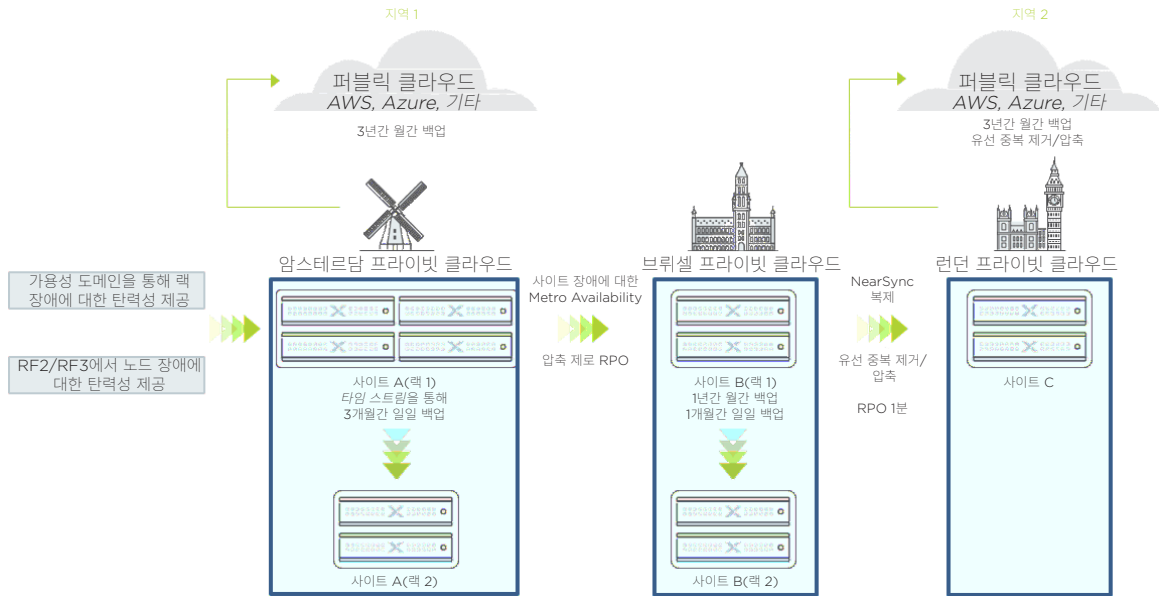 지역 1
퍼블릭 클라우드
AWS, Azure, 기타
3년간 월간 백업
지역 2
퍼블릭 클라우드
AWS, Azure, 기타
3년간 월간 백업
유선 중복 제거/압축
가용성 도메인을 통해 랙
장애에 대한 탄력성 제공
RF2/RF3에서 노드 장애에
대한 탄력성 제공
암스테르담 프라이빗 클라우드
사이트 A(랙 1)
타임 스트림을 통해
3개월간 일일 백업
사이트 A(랙 2)
사이트 장애에 대한
Metro Availability
압축 제로 RPO
브뤼셀 프라이빗 클라우드
사이트 B(랙 1)
1년간 월간 백업
1개월간 일일 백업
사이트 B(랙 2)
NearSync
복제
유선 중복 제거/
압축
RPO 1분
런던 프라이빗 클라우드
사이트 C